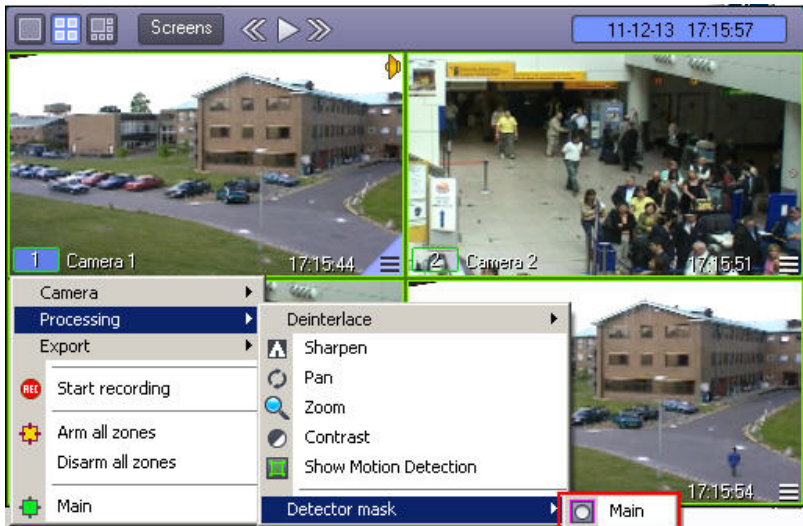 Screens
11-12-13 17:15:57
1 Camera 1 17:15:44
2 Camera 2 17:15:51
Camera
Processing
Export
REC Start recording
Arm all zones
Disarm all zones
Main
Deinterlace
Sharpen
Pan
Zoom
Contrast
Show Motion Detection
Detector mask
Main
17:15:54